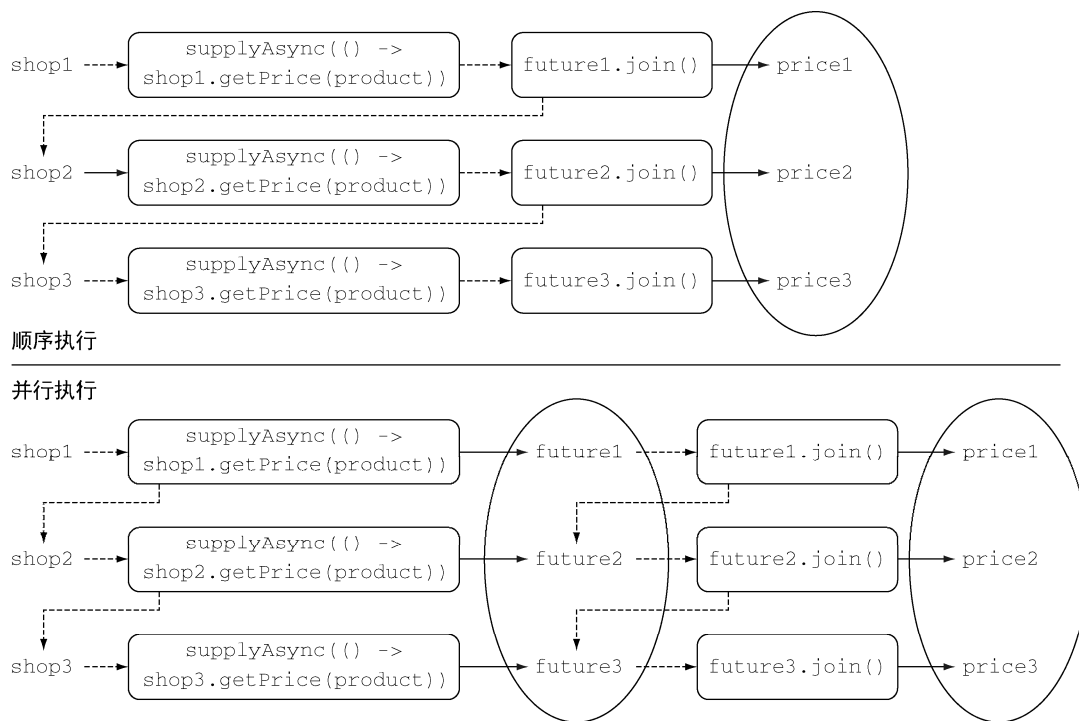 shop1
supplyAsync(() ->
shop1.getPrice(product))
future1.join()
price1
shop2
supplyAsync(() ->
shop2.getPrice(product))
future2.join()
price2
shop3
supplyAsync(() ->
shop3.getPrice(product))
future3.join()
price3
顺序执行
并行执行
shop1
supplyAsync(() ->
shop1.getPrice(product))
future1
future1.join()
price1
shop2
supplyAsync(() ->
shop2.getPrice(product))
future2
future2.join()
price2
shop3
supplyAsync(() ->
shop3.getPrice(product))
future3
future3.join()
price3